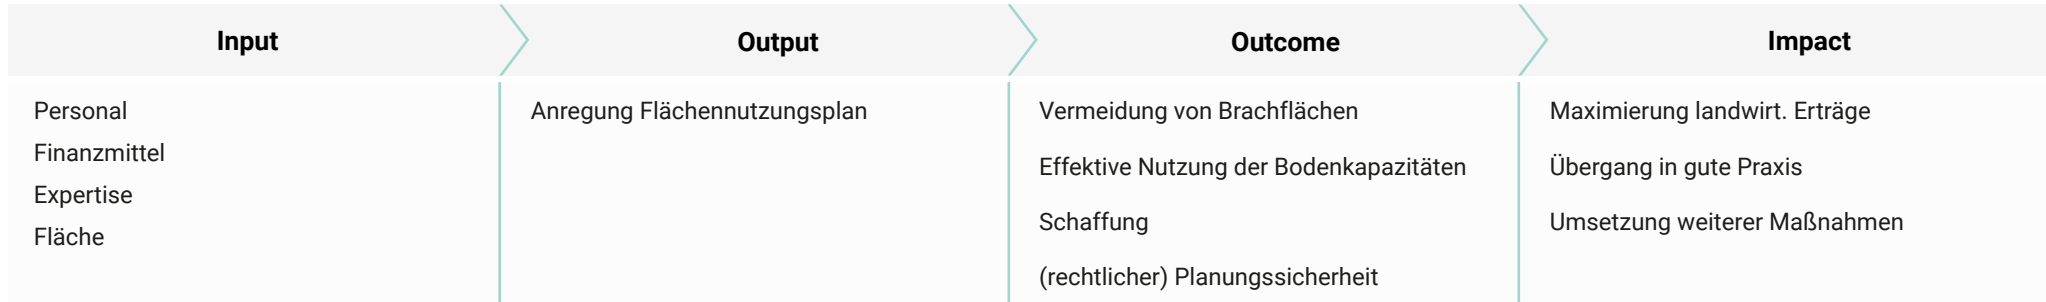 Input
Output
Outcome
Impact
Personal
Finanzmittel
Expertise
Fläche
Anregung Flächennutzungsplan
Vermeidung von Brachflächen
Effektive Nutzung der Bodenkapazitäten
Schaffung
(rechtlicher) Planungssicherheit
Maximierung landwirt. Erträge
Übergang in gute Praxis
Umsetzung weiterer Maßnahmen